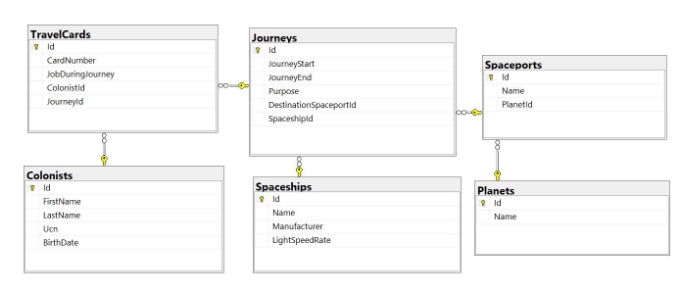 TravelCards
Id
CardNumber
JobDuringJourney
ColonistId
JourneyId
Journeys
Id
JourneyStart
JourneyEnd
Purpose
DestinationSpaceportId
SpaceshipId
Spaceports
Id
Name
PlanetId
Colonists
Id
FirstName
LastName
Ucn
BirthDate
Spaceships
Id
Name
Manufacturer
LightSpeedRate
Planets
Id
Name